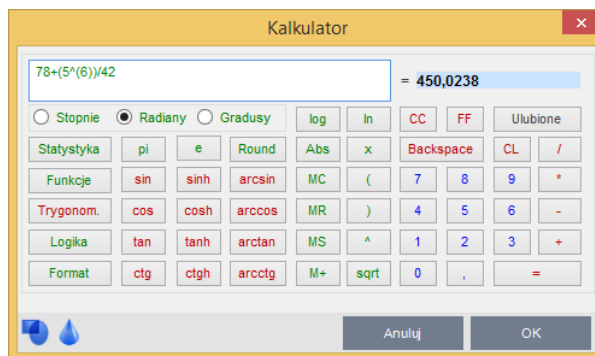 Kalkulator
78+(5^(6))/42
= 450,0238
Stopnie Radiany Gradusy log ln CC FF Ulubione
Statystyka pi e Round Abs x Backspace CL /
Funkcje sin sinh arcsin MC ( 7 8 9 *
Trygonom. cos cosh arccos MR ) 4 5 6 -
Logika tan tanh arctan MS ^ 1 2 3 +
Format ctg ctgh arcctg M+ sqrt 0 , =
Anuluj OK